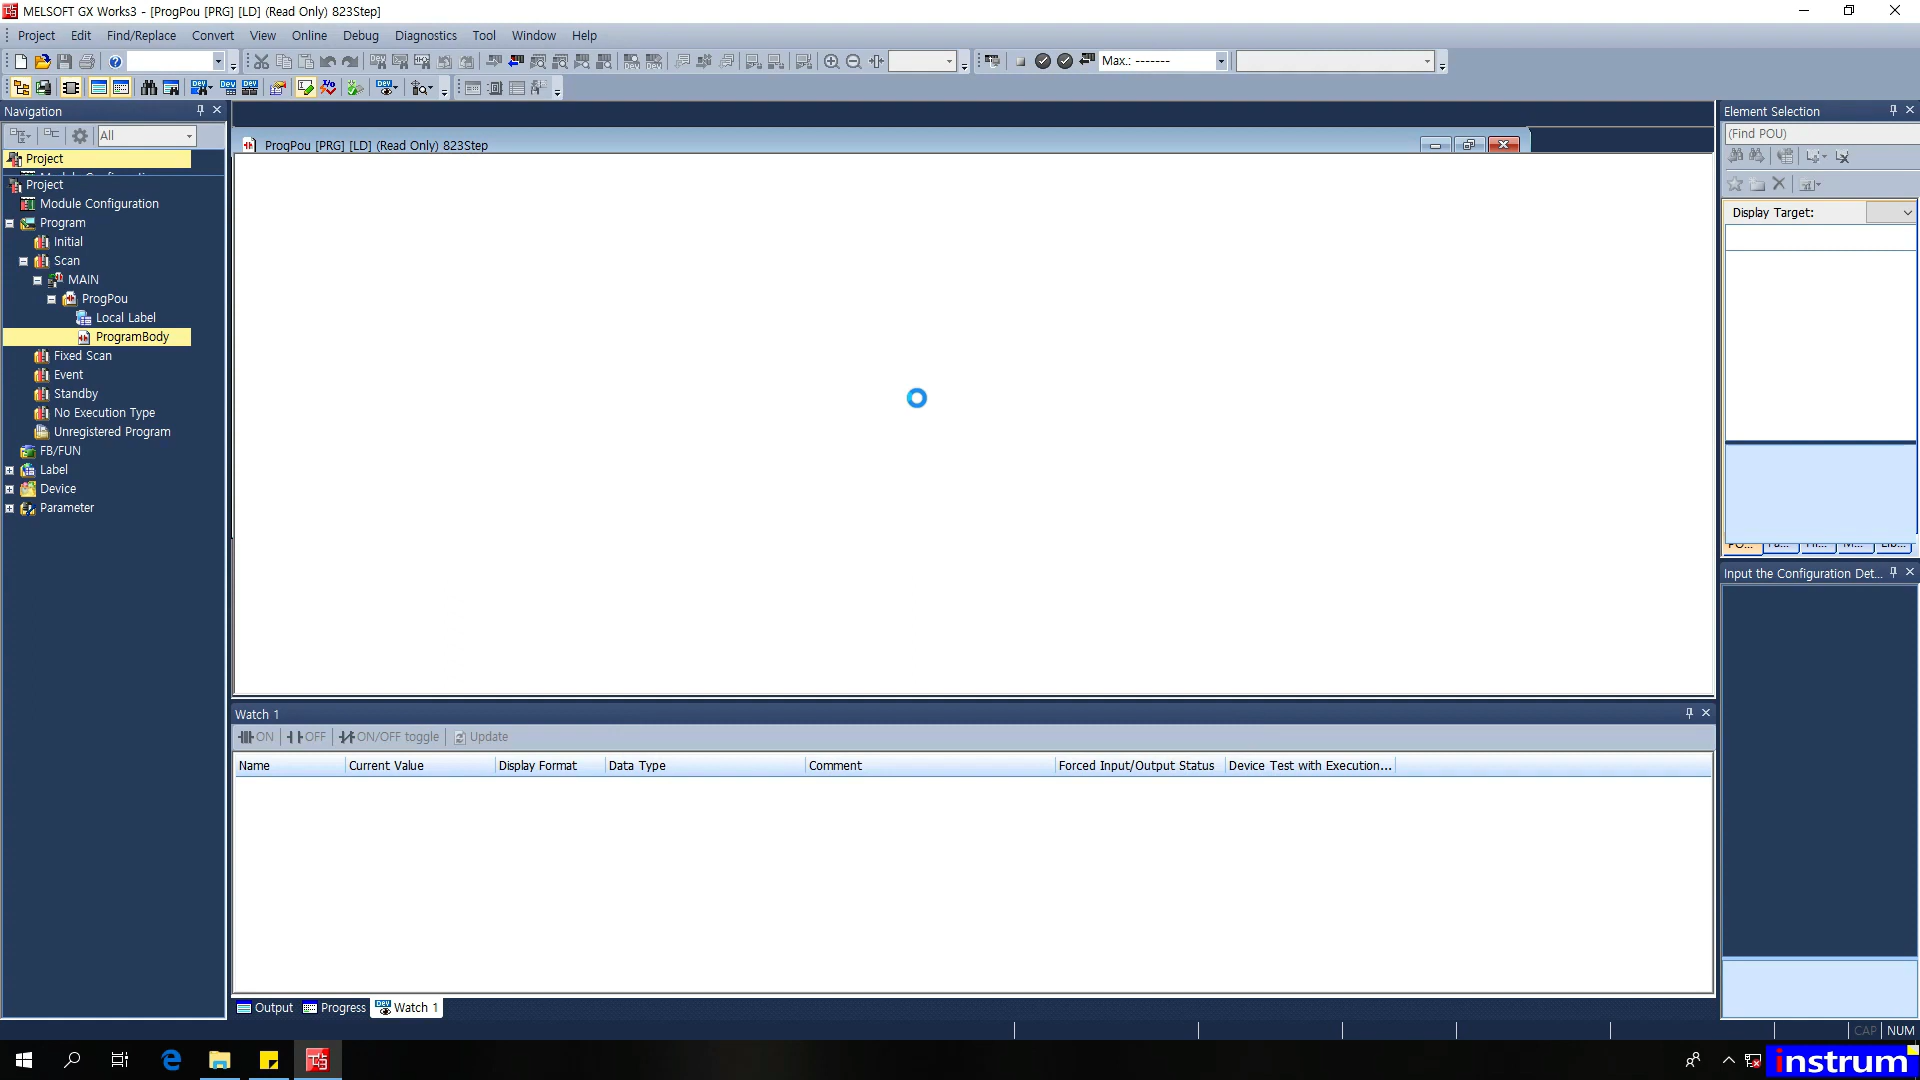 MELSOFT GX Works3 - [ProgPou [PRG] [LD] (Read Only) 823Step]
Project Edit Find/Replace Convert View Online Debug Diagnostics Tool Window Help
Max.: -------
Navigation
All
Project
Project
Module Configuration
Program
Initial
Scan
MAIN
ProgPou
Local Label
ProgramBody
Fixed Scan
Event
Standby
No Execution Type
Unregistered Program
FB/FUN
Label
Device
Parameter
ProgPou [PRG] [LD] (Read Only) 823Step
Element Selection
(Find POU)
Display Target:
Input the Configuration Det...
Watch 1
ON OFF ON/OFF toggle Update
Name Current Value Display Format Data Type Comment Forced Input/Output Status Device Test with Execution...
Output Progress Watch 1
CAP NUM
instrum